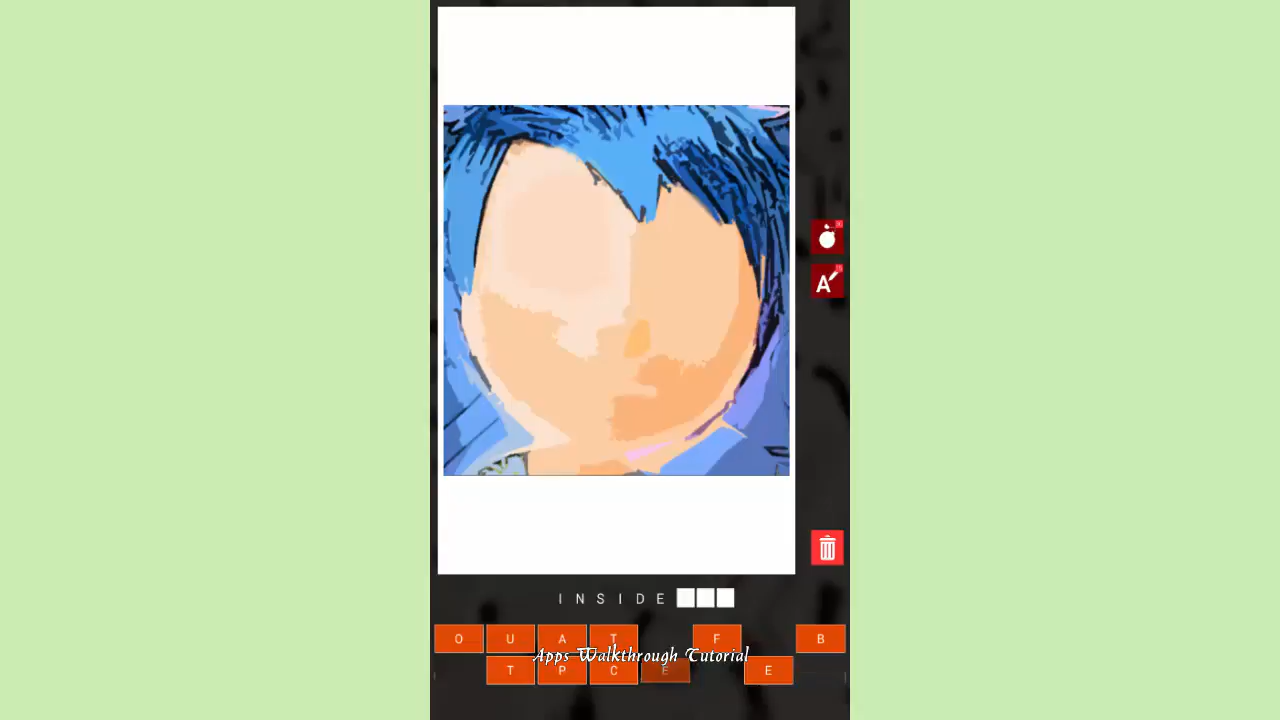 A
I N S I D E
O U A T F B
Apps Walkthrough Tutorial
T P C E E